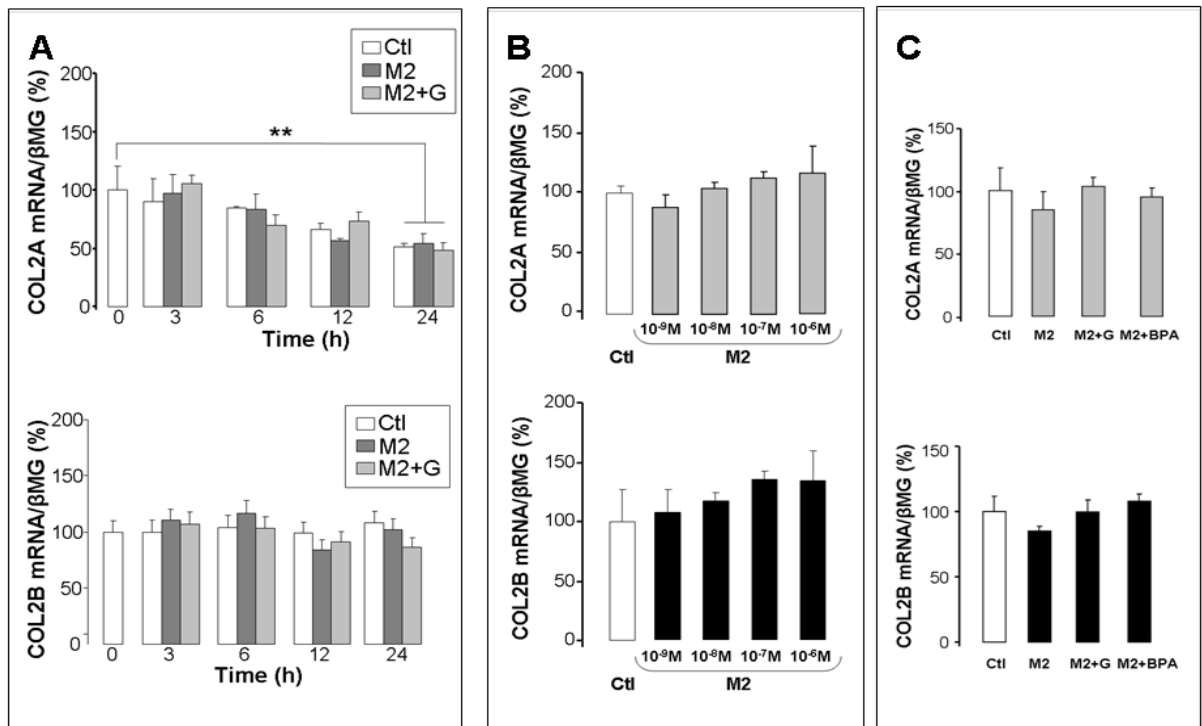 A
Ctl
M2
M2+G
COL2A mRNA/βMG (%)
200
150
100
50
0
**
0 3 6 12 24
Time (h)
Ctl
M2
M2+G
COL2B mRNA/βMG (%)
200
150
100
50
0
0 3 6 12 24
Time (h)
B
COL2A mRNA/βMG (%)
200
150
100
50
0
10⁻⁹M 10⁻⁸M 10⁻⁷M 10⁻⁶M
Ctl M2
COL2B mRNA/βMG (%)
200
150
100
50
0
10⁻⁹M 10⁻⁸M 10⁻⁷M 10⁻⁶M
Ctl M2
C
COL2A mRNA/βMG (%)
150
100
50
0
Ctl M2 M2+G M2+BPA
COL2B mRNA/βMG (%)
150
100
50
0
Ctl M2 M2+G M2+BPA